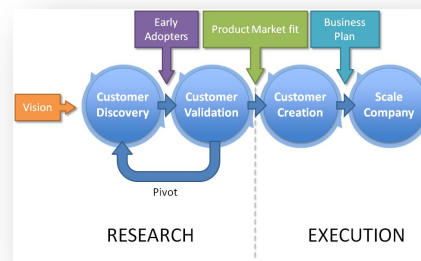 Early
Adopters
Product Market fit
Business
Plan
Vision
Customer
Discovery
Customer
Validation
Customer
Creation
Scale
Company
Pivot
RESEARCH
EXECUTION